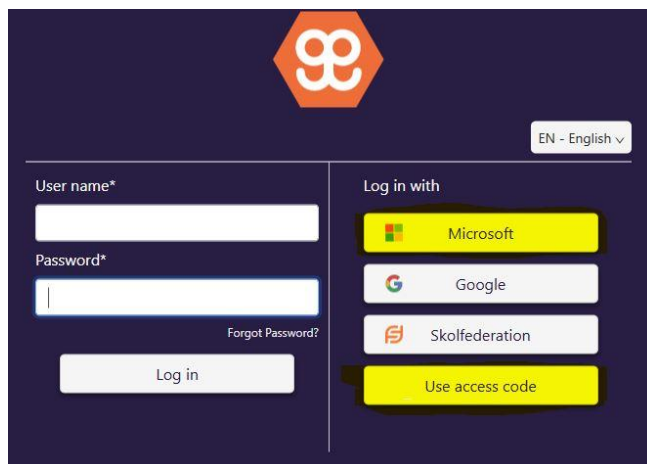 EN - English
User name*
Password*
Forgot Password?
Log in
Log in with
Microsoft
Google
Skolfederation
Use access code